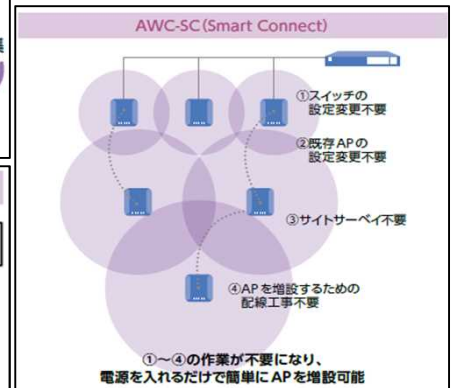 AWC-SC（Smart Connect）
①スイッチの
設定変更不要
②既存APの
設定変更不要
③サイトサーベイ不要
④APを増設するための
配線工事不要
①～④の作業が不要になり、
電源を入れるだけで簡単にAPを増設可能